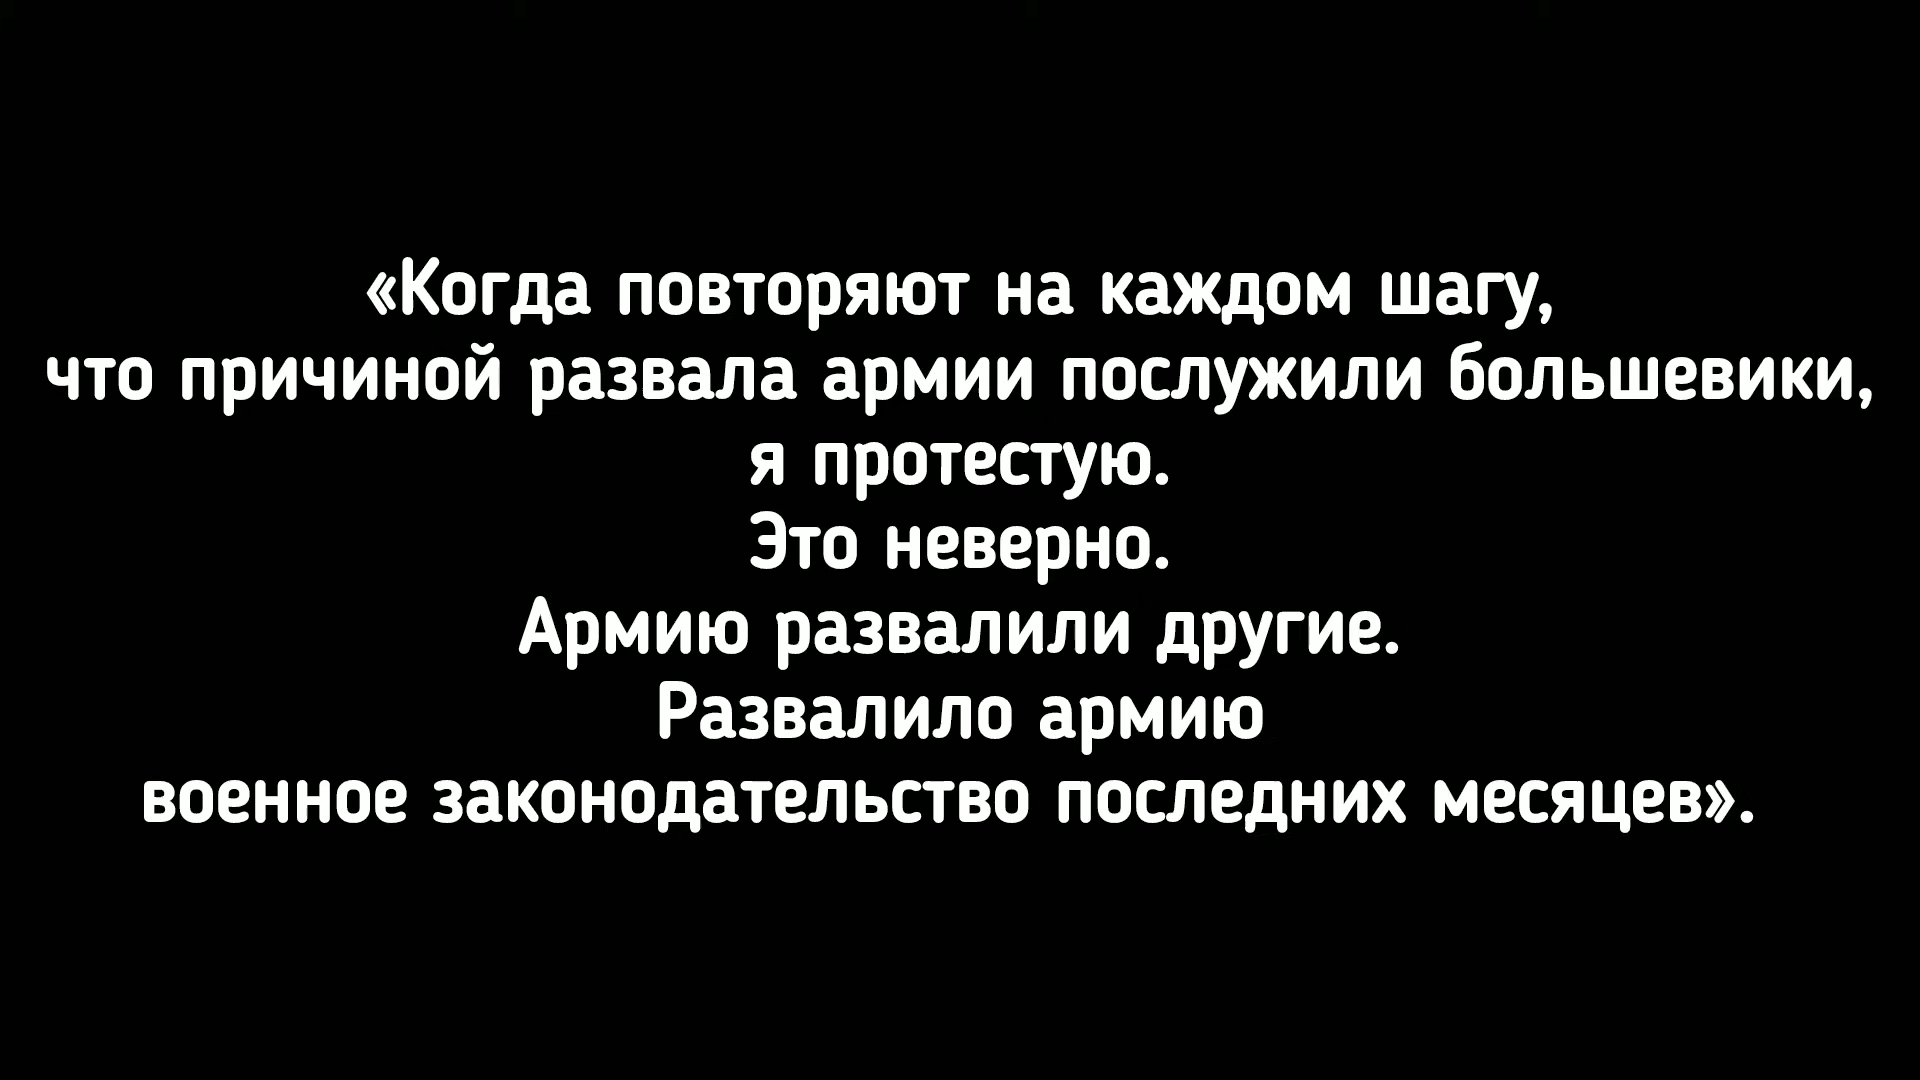 «Когда повторяют на каждом шагу,
что причиной развала армии послужили большевики,
я протестую.
Это неверно.
Армию развалили другие.
Развалило армию
военное законодательство последних месяцев».